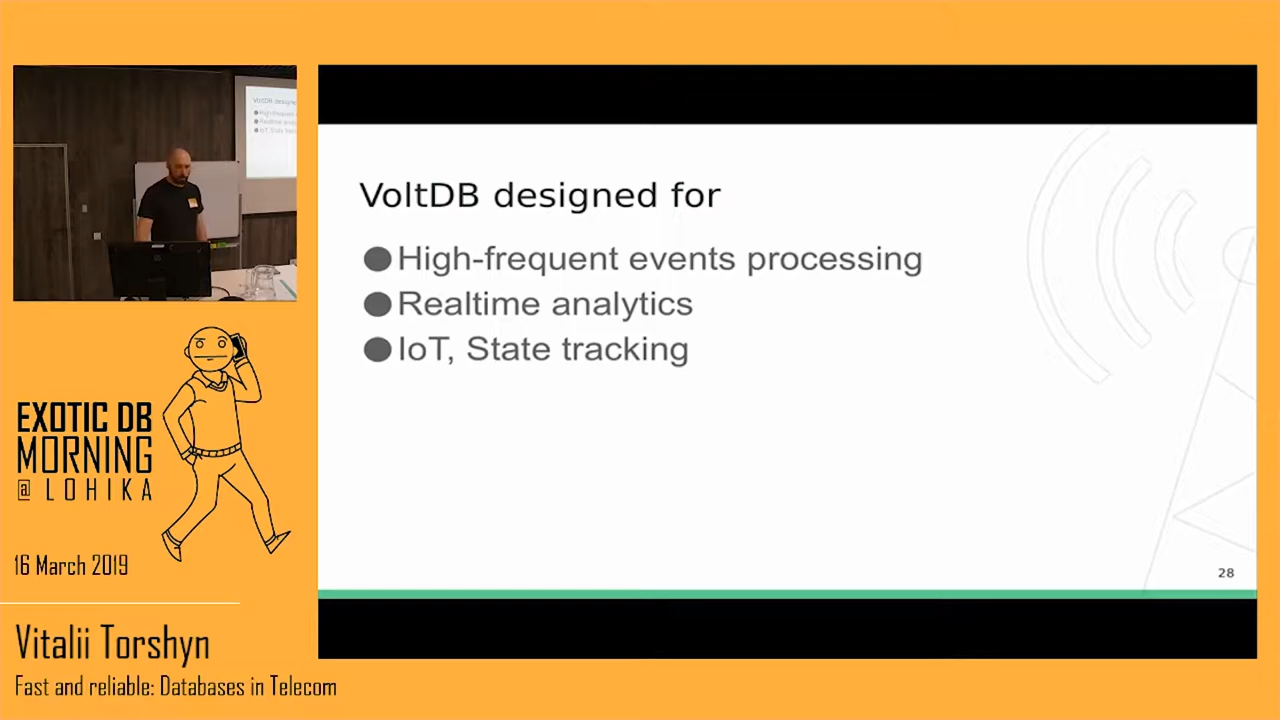 VoltDB designed for
High-frequent events processing
Realtime analytics
IoT, State tracking
28
EXOTIC DB
MORNING
@ LOHIKA
16 March 2019
Vitalii Torshyn
Fast and reliable: Databases in Telecom